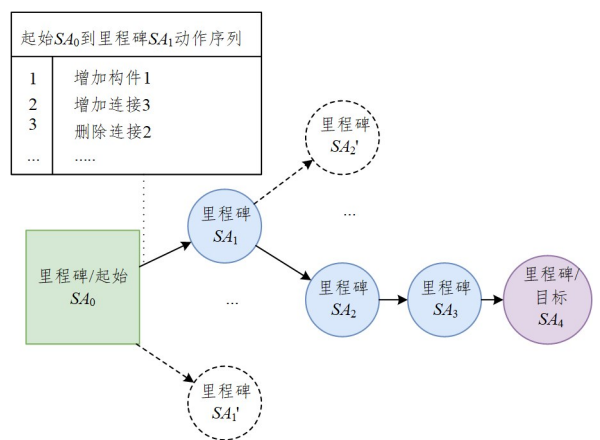 起始SA₀到里程碑SA₁动作序列
1 增加构件1
2 增加连接3
3 删除连接2
... .....
里程碑
SA₂'
里程碑
SA₁
...
里程碑/起始
SA₀
...
里程碑
SA₂
里程碑
SA₃
里程碑/
目标
SA₄
里程碑
SA₁'